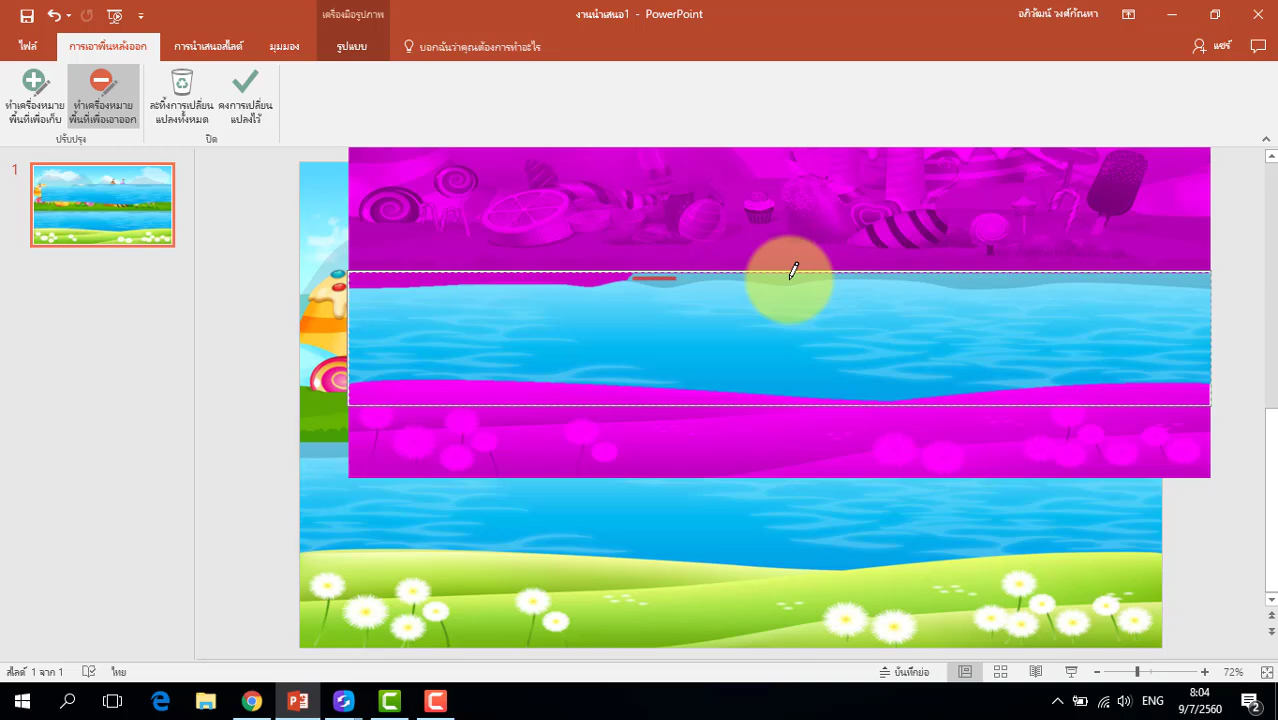 เครื่องมือรูปภาพ
งานนำเสนอ1 - PowerPoint
อภิวัฒน์ วงศ์กัณหา
ไฟล์
การเอาพื้นหลังออก
การนำเสนอสไลด์
มุมมอง
รูปแบบ
บอกฉันว่าคุณต้องการทำอะไร
แชร์
ทำเครื่องหมาย
พื้นที่เพื่อเก็บ
ทำเครื่องหมาย
พื้นที่เพื่อเอาออก
ละทิ้งการเปลี่ยน
แปลงทั้งหมด
คงการเปลี่ยน
แปลงไว้
ปรับปรุง
ปิด
1
สไลด์ 1 จาก 1
ไทย
บันทึกย่อ
72%
ENG
8:04
9/7/2560
2